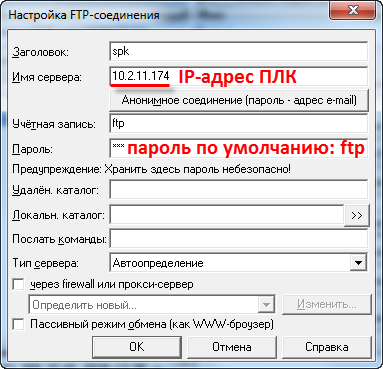 Настройка FTP-соединения
Заголовок: spk
Имя сервера: 10.2.11.174 IP-адрес ПЛК
Анонимное соединение (пароль - адрес e-mail)
Учётная запись: ftp
Пароль: *** пароль по умолчанию: ftp
Предупреждение: Хранить здесь пароль небезопасно!
Удалён. каталог:
Локальн. каталог: >>
Послать команды:
Тип сервера: Автоопределение
через firewall или прокси-сервер
Определить новый... Изменить...
Пассивный режим обмена (как WWW-броузер)
OK Отмена Справка